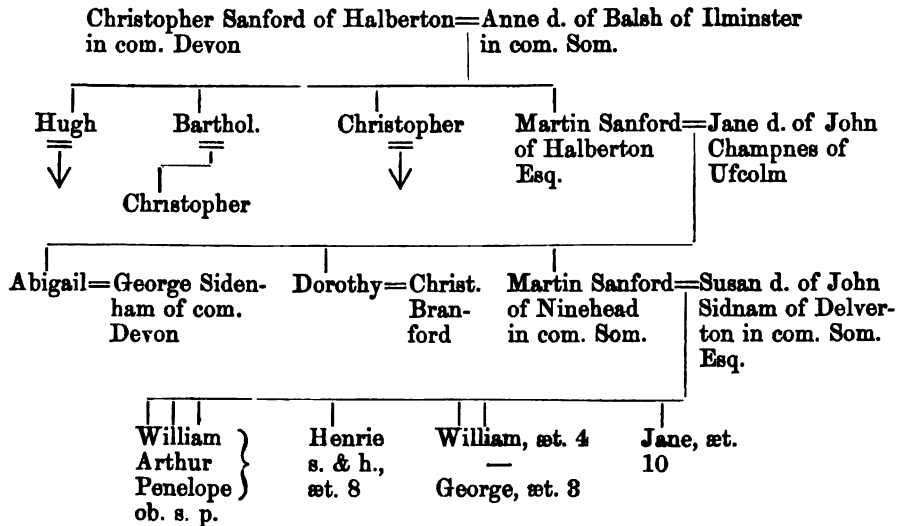 Christopher Sanford of Halberton=Anne d. of Balsh of Ilminster
in com. Devon in com. Som.
Hugh Barthol. Christopher Martin Sanford=Jane d. of John
of Halberton Champnes of
Esq. Ufcolm
Christopher
Abigail=George Siden- Dorothy=Christ. Martin Sanford=Susan d. of John
ham of com. Bran- of Ninehead Sidnam of Delver-
Devon ford in com. Som. ton in com. Som.
Esq.
William Henrie William, æt. 4 Jane, æt.
Arthur s. & h., — 10
Penelope æt. 8 George, æt. 3
ob. s. p.